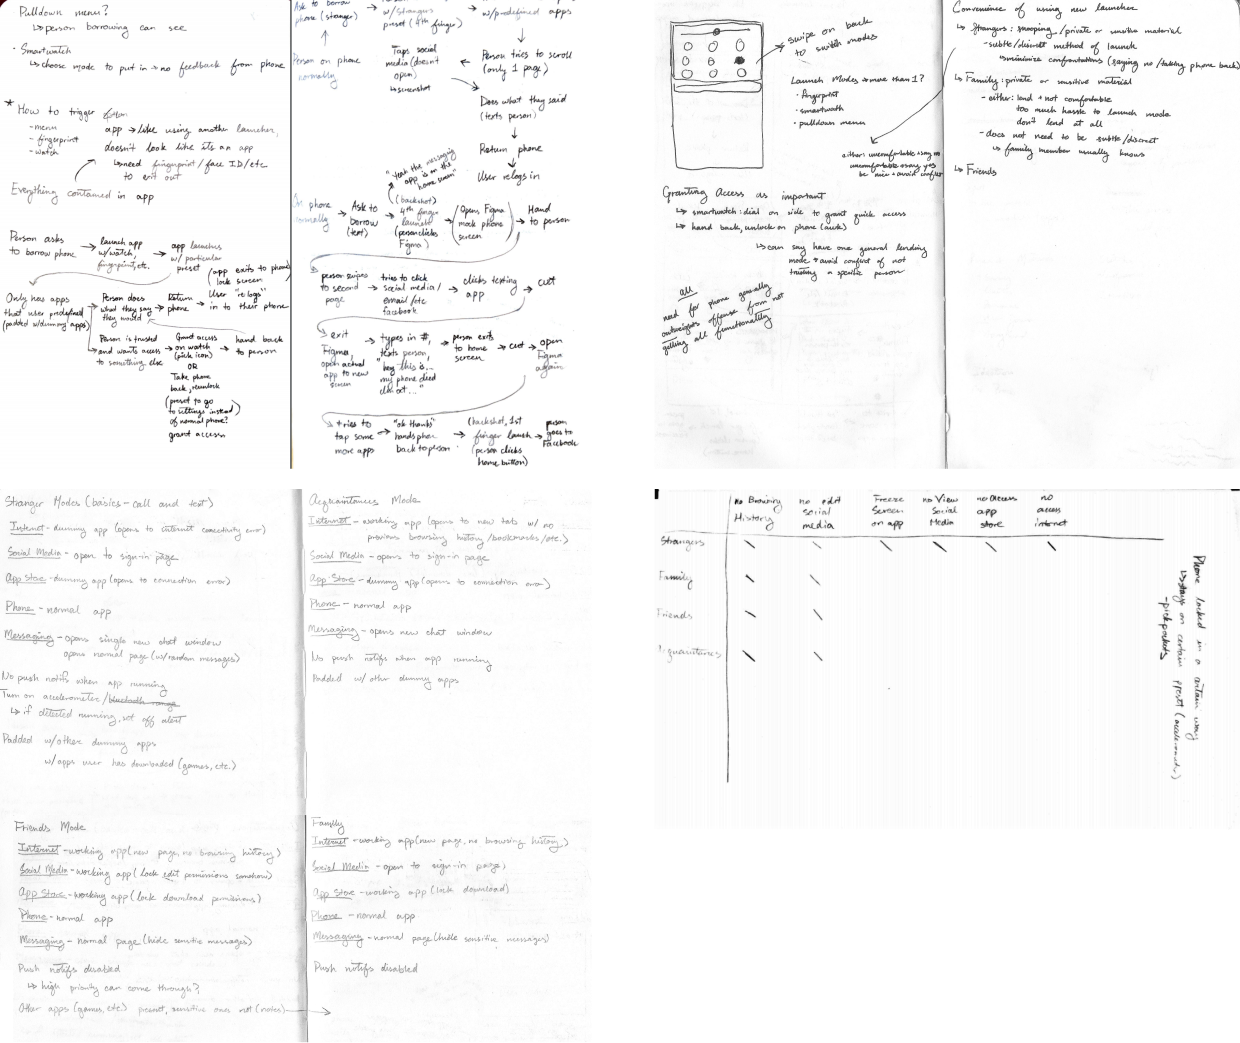 Pulldown menu?
↳ person borrowing can see
· Smartwatch
↳ choose mode to put in → no feedback from phone
* How to trigger
- menu
- fingerprint
- watch
app → like using another launcher,
doesn't look like it's an app
↳ need fingerprint / face ID / etc.
to exit out
Everything contained in app
Person asks
to borrow phone
→ launch app
w/ watch,
fingerprint, etc.
→ app launches
w/ particular
preset
Only has apps
that user predefined
(padded w/ dummy apps)
Person does
what they say
they would
→ Return
phone
→ (app exits to phone
lock screen
User "re logs"
in to their phone
Person is trusted
and wants access
to something else
→ Grant access
on watch
(pick icon)
OR
Take phone
back, reunlock
(preset to go
to settings instead
of normal phone?
grant access)
→ hand back
to person
Person on phone
normally
Ask to borrow
phone (stranger)
w/ strangers
preset (4th finger)
w/ predefined apps
Person tries to scroll
(only 1 page)
Taps social
media (doesn't
open)
↳ screenshot
Does what they said
(texts person)
Return phone
User relogs in
"Yeah the messaging
app is on the
home screen"
On phone
normally
→ Ask to
borrow
(text)
→ (backshot)
4th finger
launch
(person clicks
Figma)
→ (Opens Figma
mock phone
screen)
→ Hand
to person
person swipes
to second
page
→ tries to click
social media /
email / etc
facebook
→ clicks texting
app
→ cut
exit
Figma,
open actual
app to new
screen
→ types in #,
texts person,
"hey this is...
my phone died
can ..."
→ person exits
to home
screen
→ cut → open
Figma
again
→ tries to
tap some
more apps
→ "ok thanks"
hands phone
back to person
→ (backshot, 1st
finger launch
(person clicks
home button)
→ person
goes to
Facebook
swipe on back
to switch modes
Launch Modes → more than 1?
· fingerprint
· smartwatch
· pulldown menu
Granting Access as important
↳ smartwatch: dial on side to grant quick access
↳ hand back, unlock on phone (auth)
↳ can say have one general lending
mode → avoid conflict of not
trusting a specific person
all
need for phone generally
outweighs offense from not
getting all functionality
Convenience of using new launcher
↳ Strangers: snooping / private or sensitive material
- subtle/discreet method of launch
↳ minimize confrontations (saying no / taking phone back)
either: uncomfortable saying no
uncomfortable saying yes
be nice + avoid conflict
↳ Family: private or sensitive material
- either: lend + not comfortable
too much hassle to launch mode
don't lend at all
- does not need to be subtle/discreet
↳ family member usually knows
↳ Friends
Stranger Modes (basics - call and text)
Internet - dummy app (opens to internet connectivity error)
Social Media - open to sign-in page
App Store - dummy app (opens to connection error)
Phone - normal app
Messaging - opens single new chat window
opens normal page (w/ random messages)
No push notifs when app running
Turn on accelerometer / bluetooth range
↳ if detected running, set off alert
Padded w/ other dummy apps
w/ apps user has downloaded (games, etc.)
Acquaintances Mode
Internet - working app (opens to new tab w/ no
previous browsing history / bookmarks / etc.)
Social Media - opens to sign-in page
App Store - dummy app (opens to connection error)
Phone - normal app
Messaging - opens new chat window
No push notifs when app running
Padded w/ other dummy apps
no Browsing History
no edit social media
Freeze Screen on app
no View Social Media
no access app store
no access internet
Strangers
Family
Friends
Acquaintances
Phone locked in a certain way
↳ stays on certain preset (accelerometer)
- pickpockets
Friends Mode
Internet - working app (new page, no browsing history)
Social Media - working app (lock edit permissions somehow)
App Store - working app (lock download permissions)
Phone - normal app
Messaging - normal page (hide sensitive messages)
Push notifs disabled
↳ high priority can come through?
Other apps (games, etc.) present, sensitive ones not (notes)
Family
Internet - working app (new page, no browsing history)
Social Media - open to sign-in page
App Store - working app (lock download)
Phone - normal app
Messaging - normal page (hide sensitive messages)
Push notifs disabled